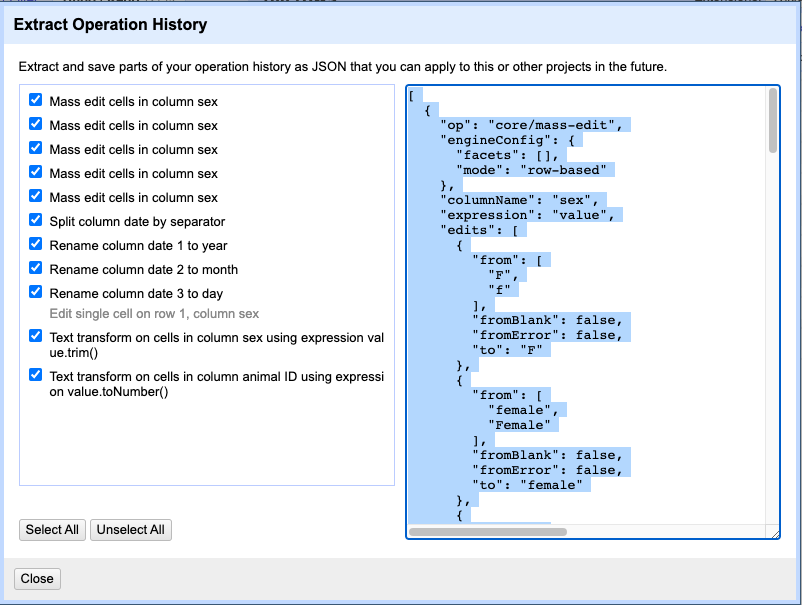 Extract Operation History
Extract and save parts of your operation history as JSON that you can apply to this or other projects in the future.
Mass edit cells in column sex
Mass edit cells in column sex
Mass edit cells in column sex
Mass edit cells in column sex
Mass edit cells in column sex
Split column date by separator
Rename column date 1 to year
Rename column date 2 to month
Rename column date 3 to day
Edit single cell on row 1, column sex
Text transform on cells in column sex using expression val
ue.trim()
Text transform on cells in column animal ID using expressi
on value.toNumber()
Select All
Unselect All
[
{
"op": "core/mass-edit",
"engineConfig": {
"facets": [],
"mode": "row-based"
},
"columnName": "sex",
"expression": "value",
"edits": [
{
"from": [
"F",
"f"
],
"fromBlank": false,
"fromError": false,
"to": "F"
},
{
"from": [
"female",
"Female"
],
"fromBlank": false,
"fromError": false,
"to": "female"
},
{
Close